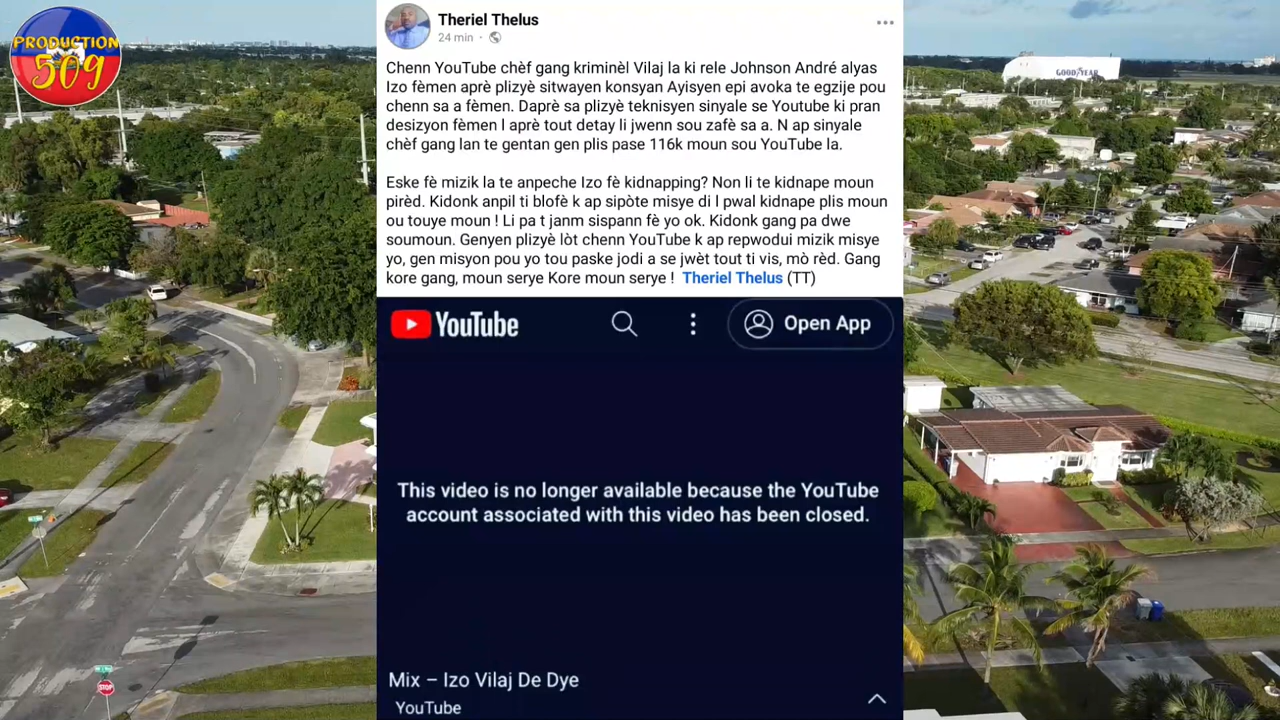 PRODUCTION
509
Theriel Thelus
24 min ·
Chenn YouTube chèf gang kriminèl Vilaj la ki rele Johnson André alyas
Izo fèmen aprè plizyè sitwayen konsyan Ayisyen epi avoka te egzije pou
chenn sa a fèmen. Daprè sa plizyè teknisyen sinyale se Youtube ki pran
desizyon fèmen l aprè tout detay li jwenn sou zafè sa a. N ap sinyale
chèf gang lan te gentan gen plis pase 116k moun sou YouTube la.
Eske fè mizik la te anpeche Izo fè kidnapping? Non li te kidnape moun
pirèd. Kidonk anpil ti blofè k ap sipòte misye di l pwal kidnape plis moun
ou touye moun ! Li pa t janm sispann fè yo ok. Kidonk gang pa dwe
soumoun. Genyen plizyè lòt chenn YouTube k ap repwodui mizik misye
yo, gen misyon pou yo tou paske jodi a se jwèt tout ti vis, mò rèd. Gang
kore gang, moun serye Kore moun serye ! Theriel Thelus (TT)
YouTube
Open App
This video is no longer available because the YouTube
account associated with this video has been closed.
Mix – Izo Vilaj De Dye
YouTube
GOODYEAR
STOP